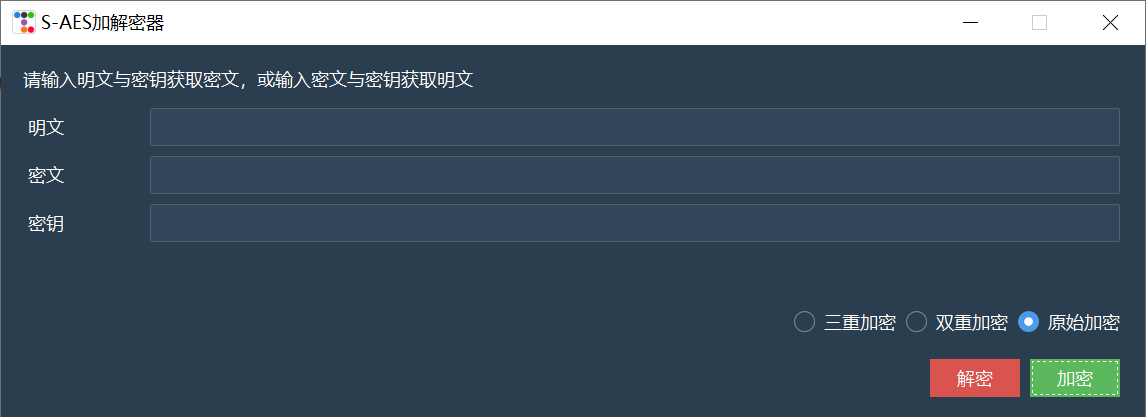 S-AES加解密器
请输入明文与密钥获取密文，或输入密文与密钥获取明文
明文
密文
密钥
三重加密 双重加密 原始加密
解密 加密